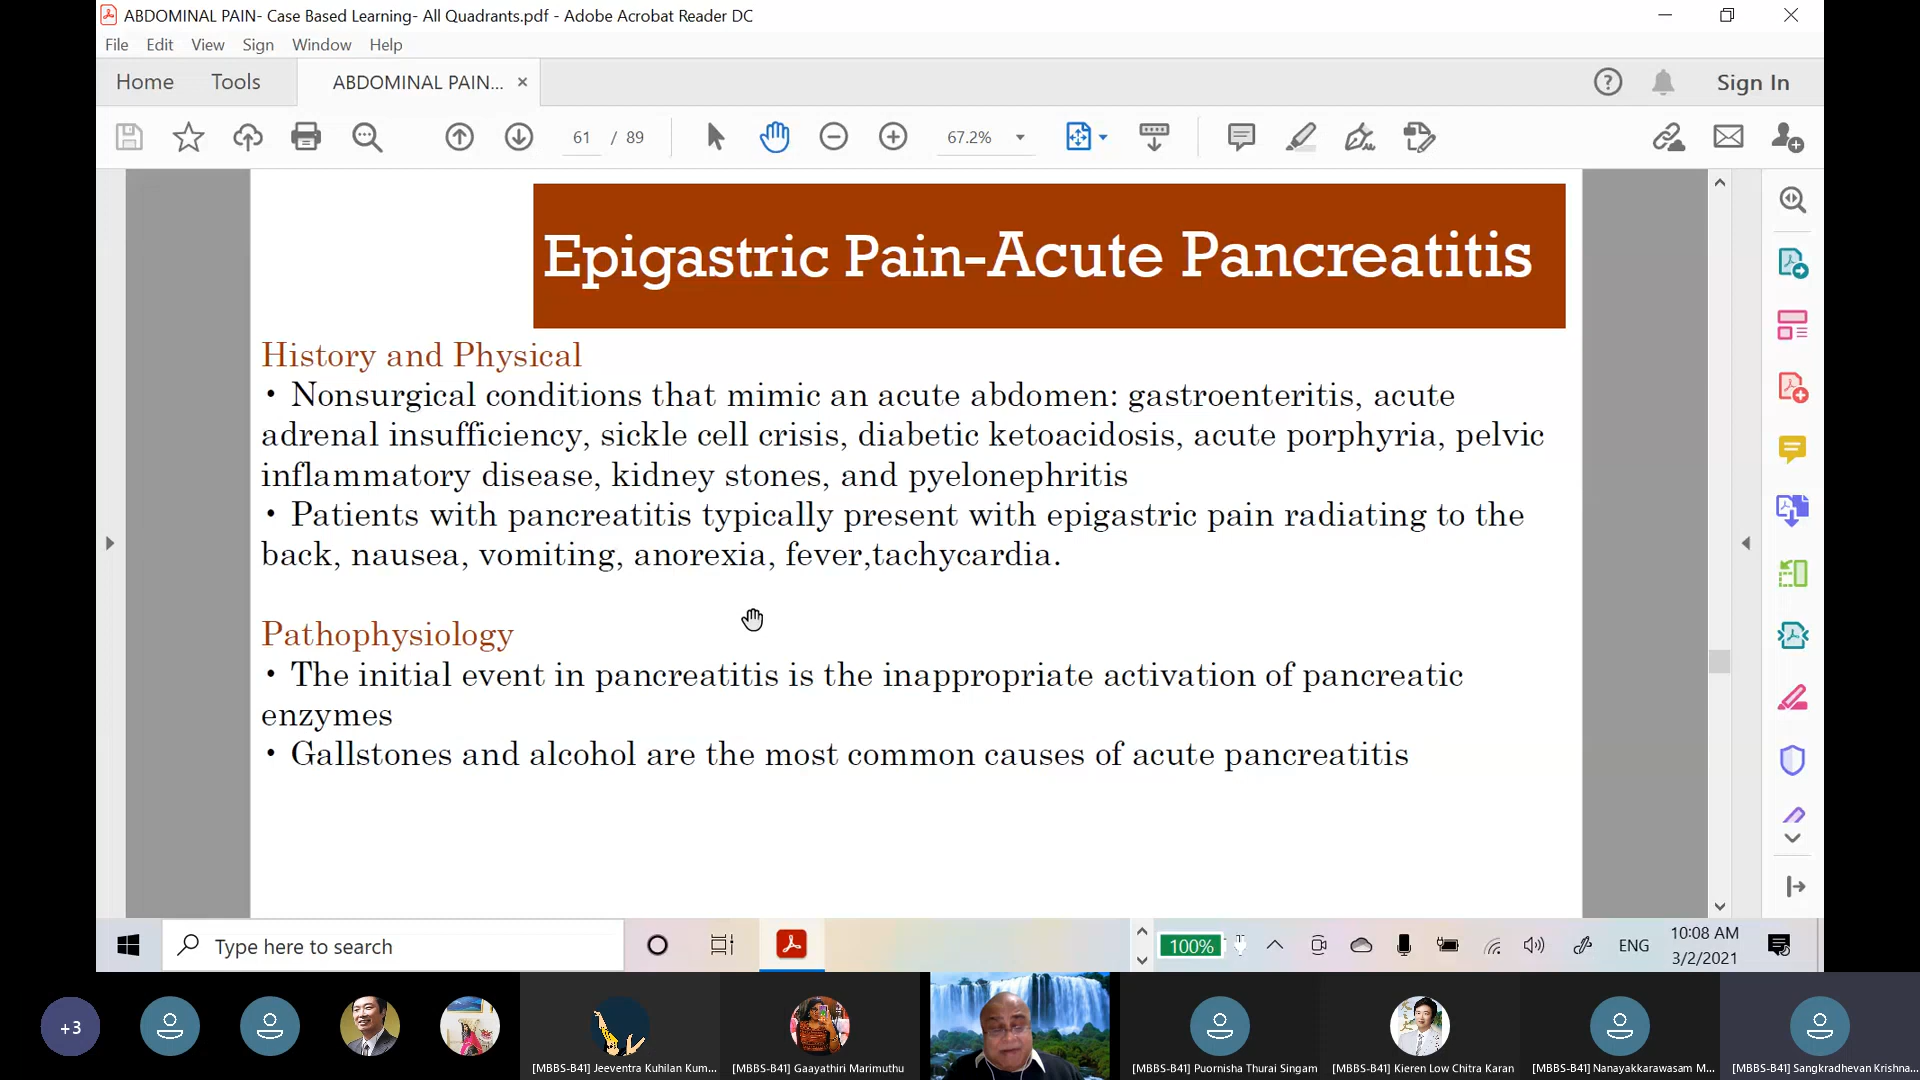 ABDOMINAL PAIN- Case Based Learning- All Quadrants.pdf - Adobe Acrobat Reader DC
File Edit View Sign Window Help
Home Tools ABDOMINAL PAIN... × Sign In
61 / 89 67.2%
Epigastric Pain-Acute Pancreatitis
History and Physical
• Nonsurgical conditions that mimic an acute abdomen: gastroenteritis, acute
adrenal insufficiency, sickle cell crisis, diabetic ketoacidosis, acute porphyria, pelvic
inflammatory disease, kidney stones, and pyelonephritis
• Patients with pancreatitis typically present with epigastric pain radiating to the
back, nausea, vomiting, anorexia, fever,tachycardia.
Pathophysiology
• The initial event in pancreatitis is the inappropriate activation of pancreatic
enzymes
• Gallstones and alcohol are the most common causes of acute pancreatitis
Type here to search
100%
ENG
10:08 AM
3/2/2021
+3
[MBBS-B41] Jeeventra Kuhilan Kum...
[MBBS-B41] Gaayathiri Marimuthu
[MBBS-B41] Puornisha Thurai Singam
[MBBS-B41] Kieren Low Chitra Karan
[MBBS-B41] Nanayakkarawasam M...
[MBBS-B41] Sangkradhevan Krishna...